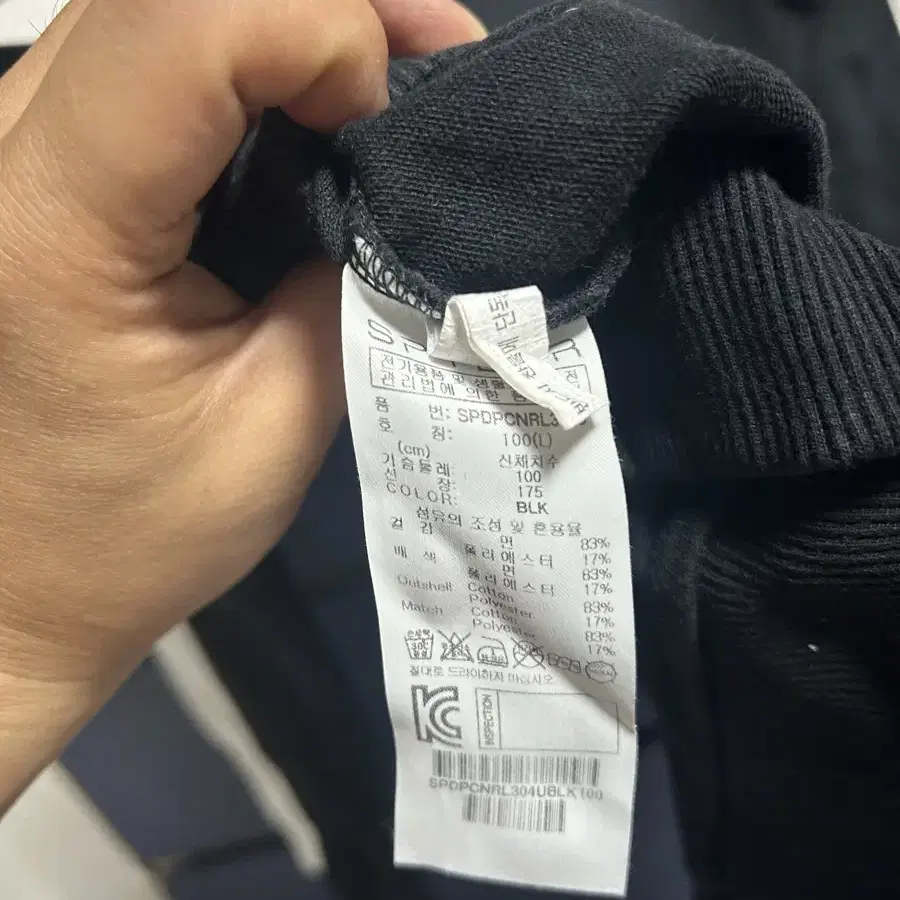 전기용품 및 생활
관리법에 의한
품 번: SPDPCNRL3
호 칭: 100(L)
(cm) 신체치수
가슴둘레: 100
신 장: 175
COLOR: BLK
섬유의 조성 및 혼용율
겉 감 면 83%
폴리에스터 17%
배 색 면 83%
폴리에스터 17%
Outshell Cotton 83%
Polyester 17%
Match Cotton 83%
Polyester 17%
절대로 드라이하지 마십시오
INSPECTION
SPDPCNRL304UBLK100